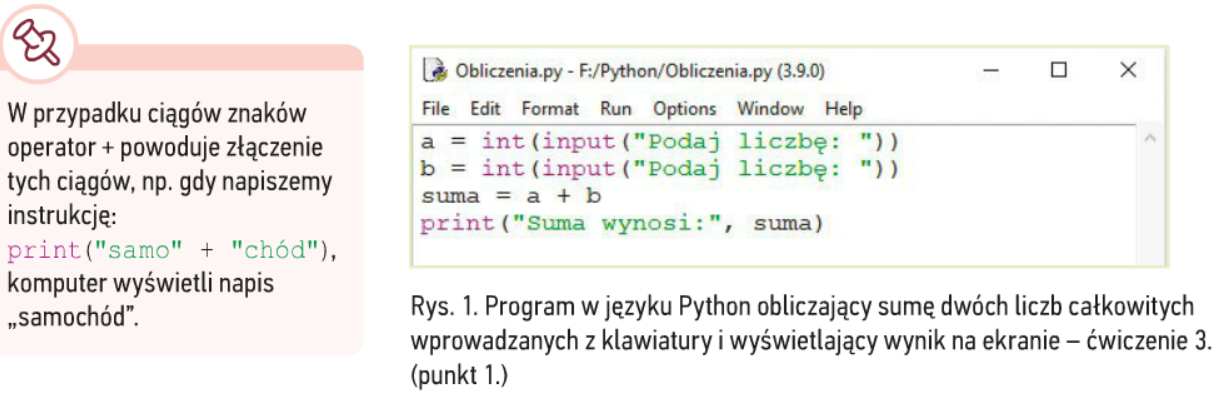 W przypadku ciągów znaków
operator + powoduje złączenie
tych ciągów, np. gdy napiszemy
instrukcję:
print("samo" + "chód"),
komputer wyświetli napis
„samochód”.
Obliczenia.py - F:/Python/Obliczenia.py (3.9.0)
File Edit Format Run Options Window Help
a = int(input("Podaj liczbę: "))
b = int(input("Podaj liczbę: "))
suma = a + b
print("Suma wynosi:", suma)
Rys. 1. Program w języku Python obliczający sumę dwóch liczb całkowitych
wprowadzanych z klawiatury i wyświetlający wynik na ekranie – ćwiczenie 3.
(punkt 1.)